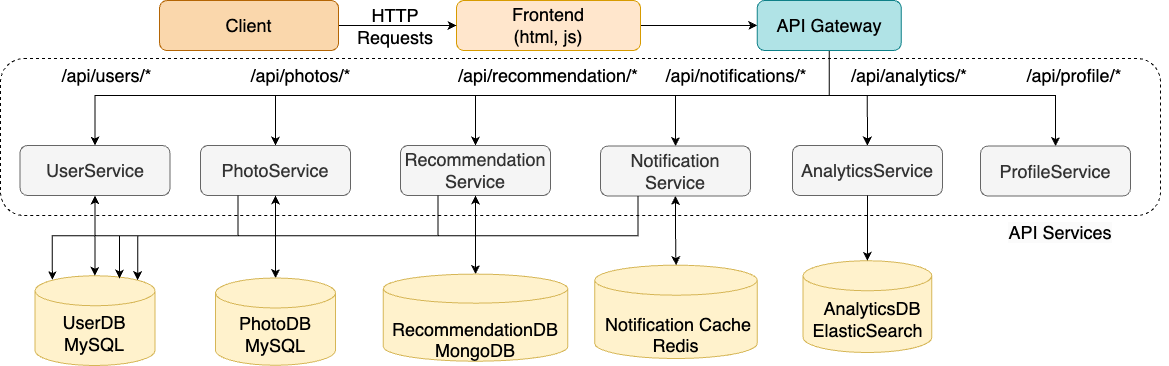 Client
HTTP
Requests
Frontend
(html, js)
API Gateway
/api/users/*
/api/photos/*
/api/recommendation/*
/api/notifications/*
/api/analytics/*
/api/profile/*
UserService
PhotoService
Recommendation
Service
Notification
Service
AnalyticsService
ProfileService
API Services
UserDB
MySQL
PhotoDB
MySQL
RecommendationDB
MongoDB
Notification Cache
Redis
AnalyticsDB
ElasticSearch